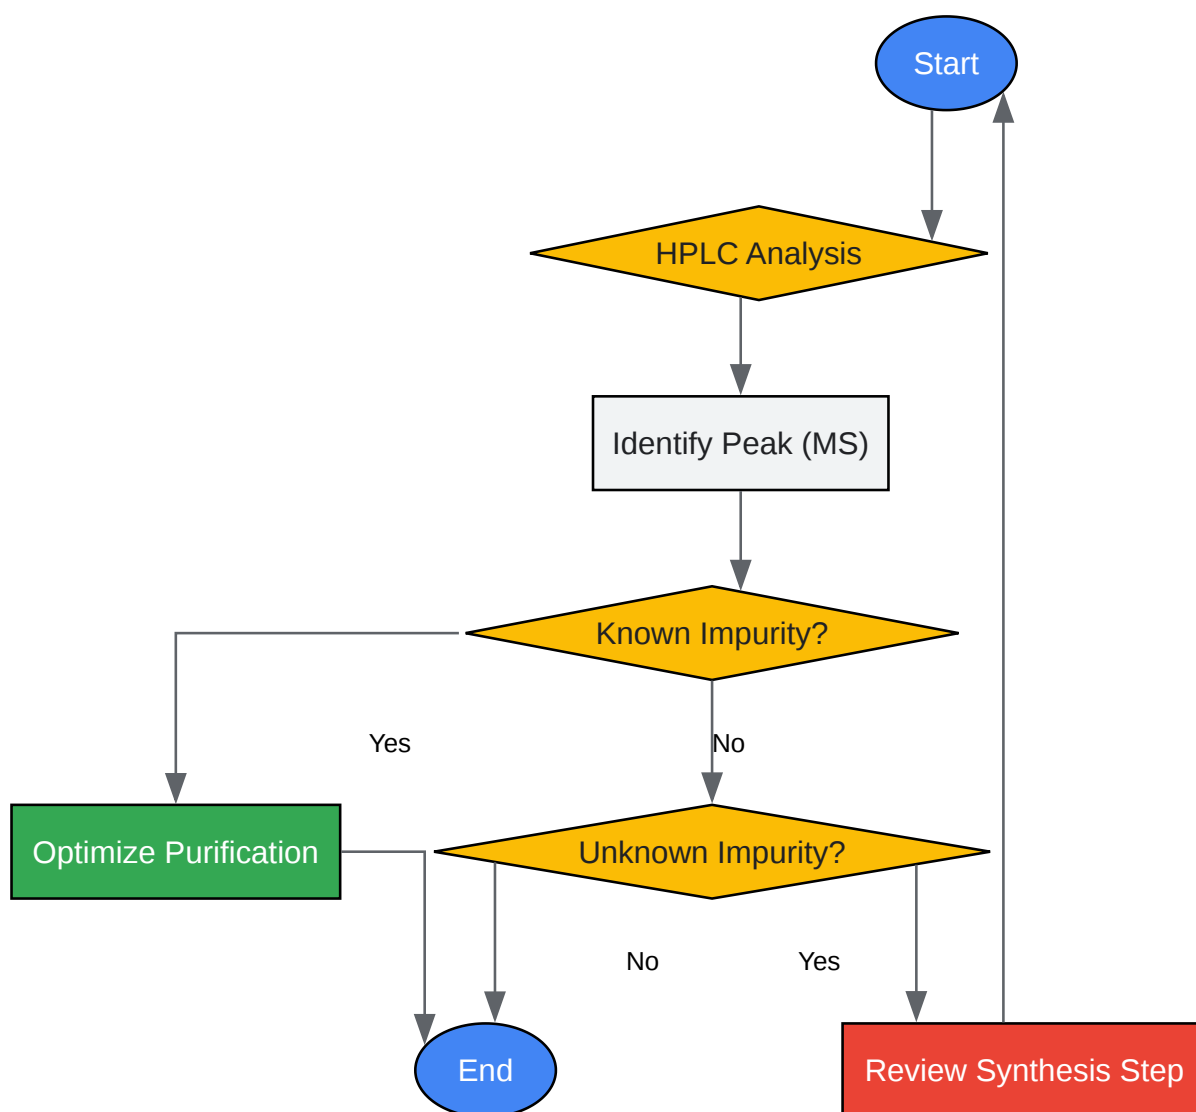 Start
HPLC Analysis
Identify Peak (MS)
Known Impurity?
Yes
No
Optimize Purification
Unknown Impurity?
No
Yes
End
Review Synthesis Step